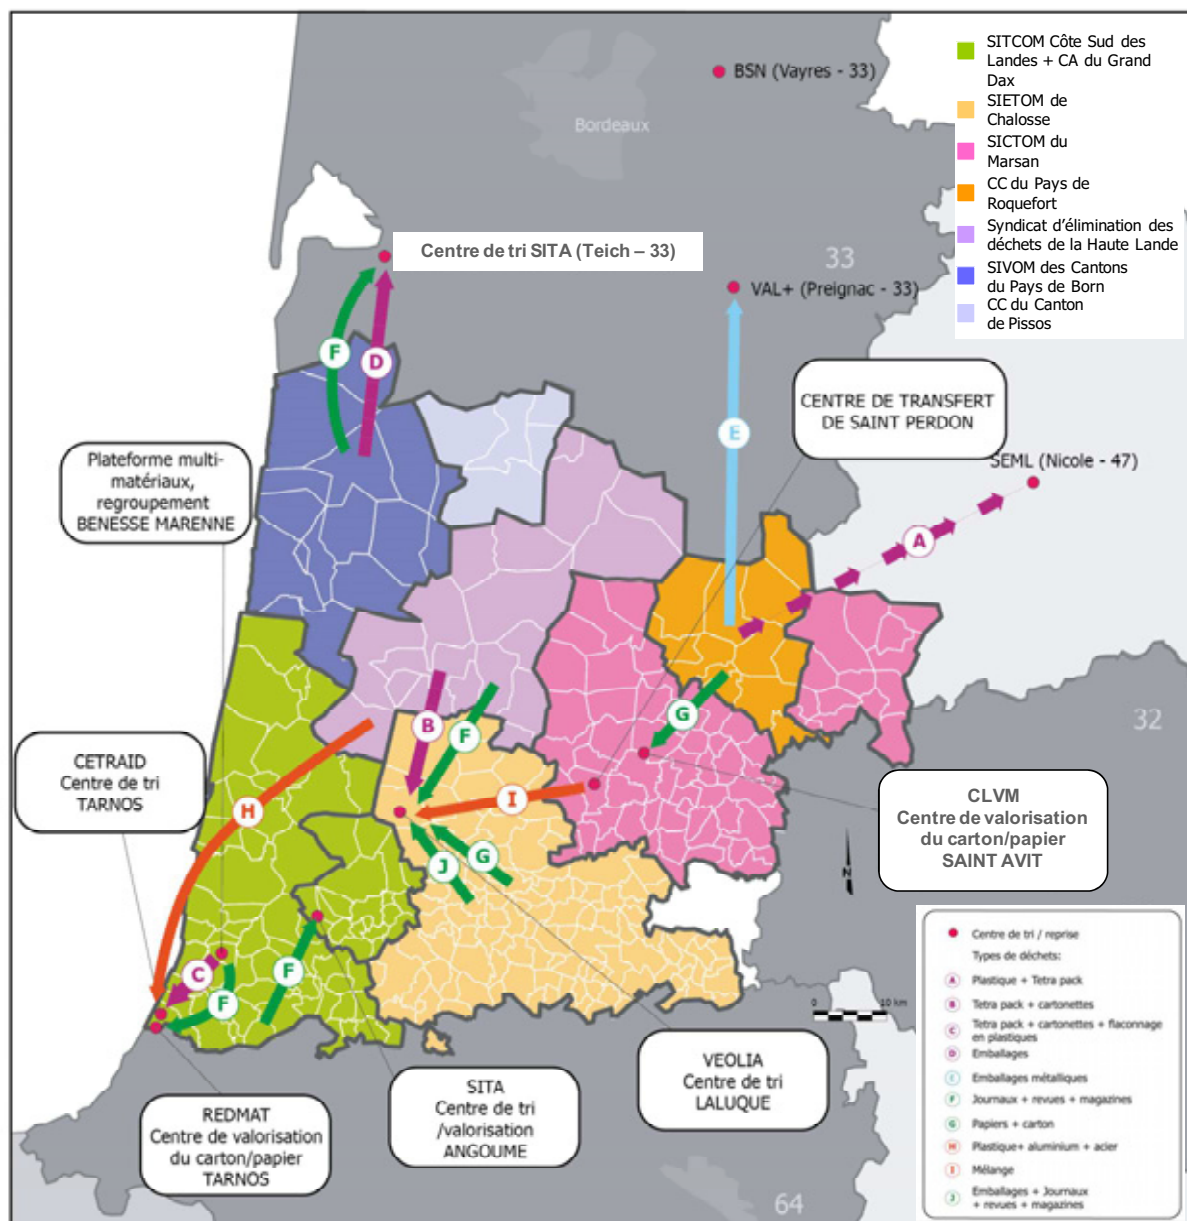 SITCOM Côte Sud des
Landes + CA du Grand
Dax
SIETOM de
Chalosse
SICTOM du
Marsan
CC du Pays de
Roquefort
Syndicat d'élimination des
déchets de la Haute Lande
SIVOM des Cantons
du Pays de Born
CC du Canton
de Pissos
BSN (Vayres - 33)
Bordeaux
Centre de tri SITA (Teich – 33)
33
VAL+ (Preignac - 33)
F
D
CENTRE DE TRANSFERT
DE SAINT PERDON
E
SEML (Nicole - 47)
Plateforme multi-
matériaux,
regroupement
BENESSE MARENNE
A
G
B
F
32
CETRAID
Centre de tri
TARNOS
H
I
CLVM
Centre de valorisation
du carton/papier
SAINT AVIT
J
G
N
C
F
F
0
10 km
VEOLIA
Centre de tri
LALUQUE
SITA
Centre de tri
/valorisation
ANGOUME
REDMAT
Centre de valorisation
du carton/papier
TARNOS
64
Centre de tri / reprise
Types de déchets:
A Plastique + Tetra pack
B Tetra pack + cartonettes
C Tetra pack + cartonettes + flaconnage
en plastiques
D Emballages
E Emballages métalliques
F Journaux + revues + magazines
G Papiers + carton
H Plastique+ aluminium + acier
I Mélange
J Emballages + Journaux
+ revues + magazines